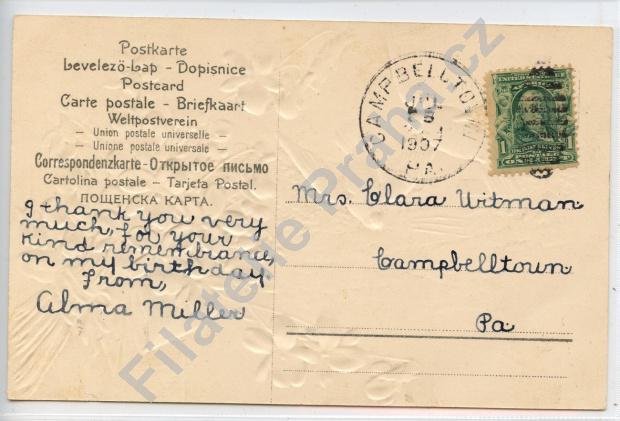 Postkarte
Levelezö-Lap - Dopisnice
Postcard
Carte postale - Briefkaart
Weltpostverein
- Union postale universelle -
- Unione postale universale -
Correspondenzkarte - Открытое письмо
Cartolina postale - Tarjeta Postal.
ПОЩЕНСКА КАРТА.
I thank you very
much, for your
kind remembrance,
on my birthday
From,
Alma Miller
CAMPBELLTOWN
1907
PA.
1
Mrs. Clara Witman
Campbelltown
Pa
Filatelie Praha.cz